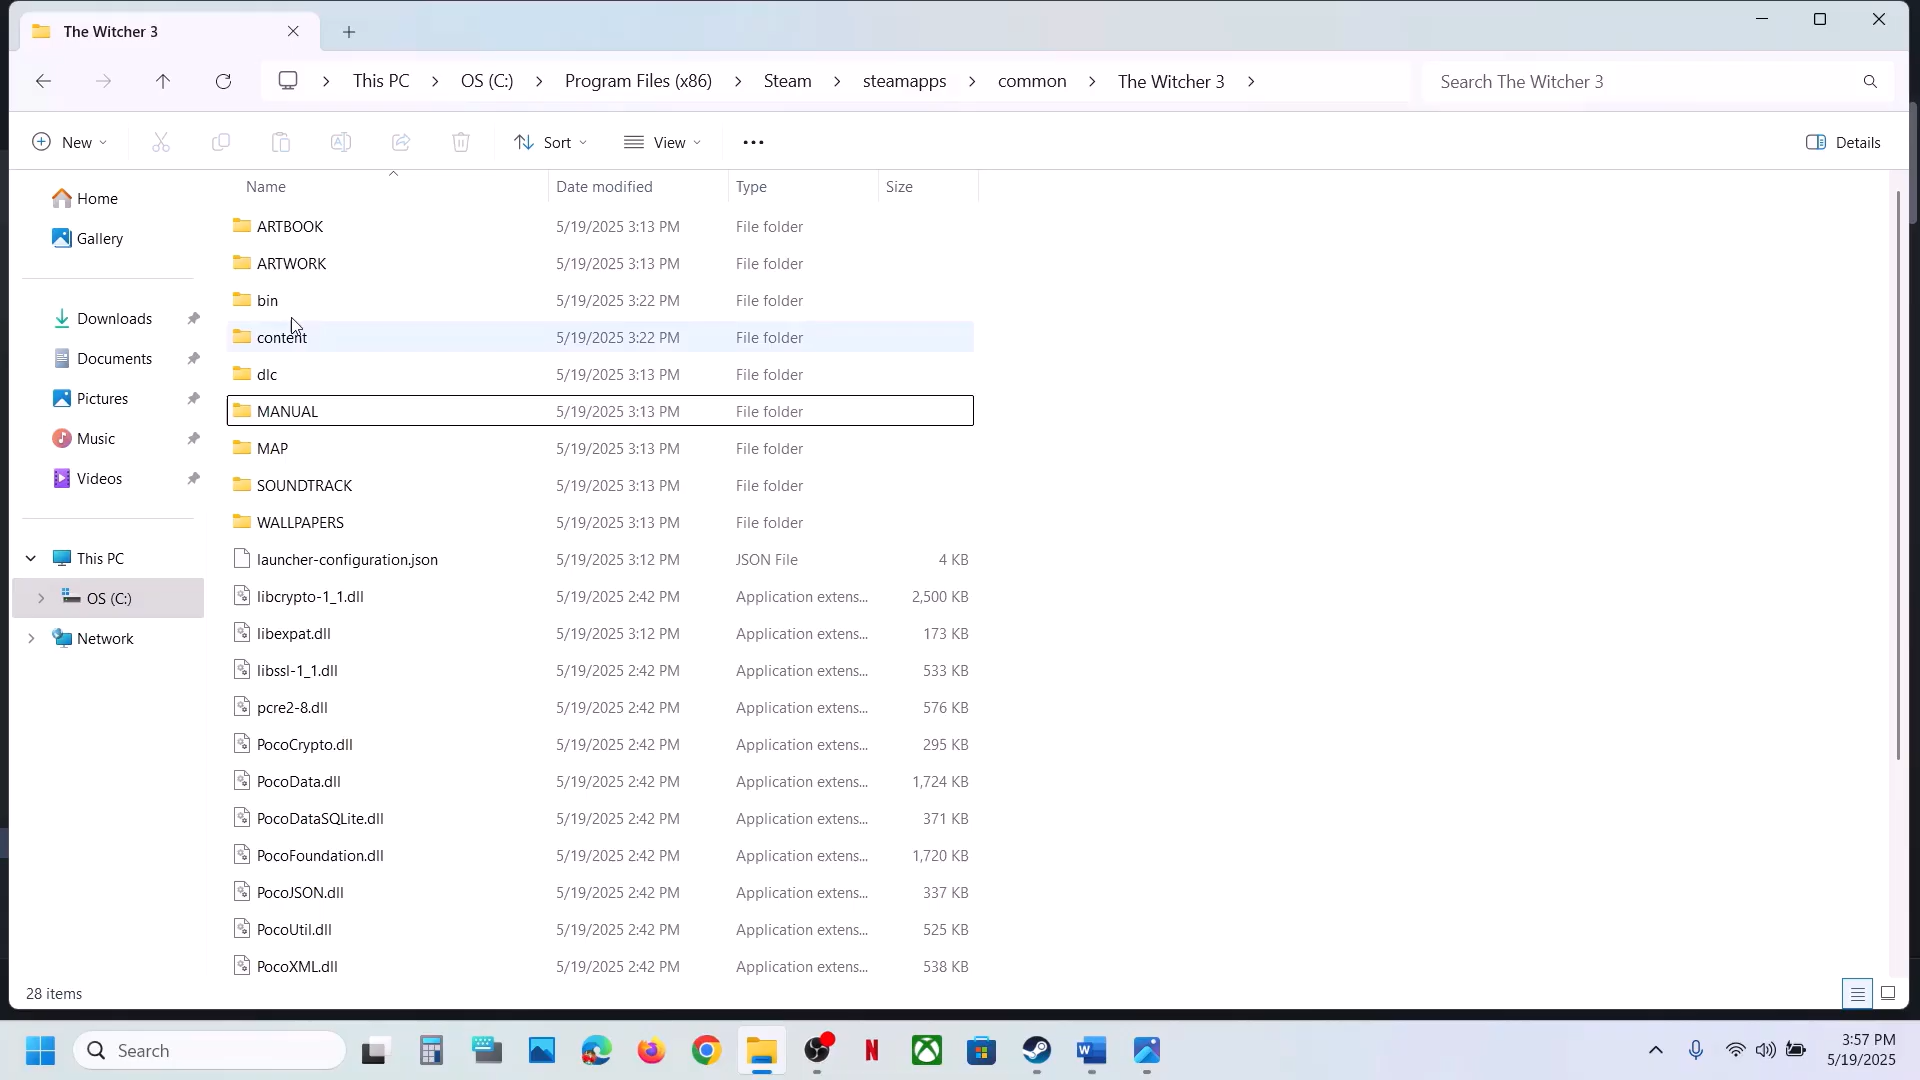 The Witcher 3
This PC > OS (C:) > Program Files (x86) > Steam > steamapps > common > The Witcher 3 >
Search The Witcher 3
New
Sort
View
Details
Name
Date modified
Type
Size
Home
Gallery
Downloads
Documents
Pictures
Music
Videos
This PC
OS (C:)
Network
ARTBOOK 5/19/2025 3:13 PM File folder
ARTWORK 5/19/2025 3:13 PM File folder
bin 5/19/2025 3:22 PM File folder
content 5/19/2025 3:22 PM File folder
dlc 5/19/2025 3:13 PM File folder
MANUAL 5/19/2025 3:13 PM File folder
MAP 5/19/2025 3:13 PM File folder
SOUNDTRACK 5/19/2025 3:13 PM File folder
WALLPAPERS 5/19/2025 3:13 PM File folder
launcher-configuration.json 5/19/2025 3:12 PM JSON File 4 KB
libcrypto-1_1.dll 5/19/2025 2:42 PM Application extens... 2,500 KB
libexpat.dll 5/19/2025 3:12 PM Application extens... 173 KB
libssl-1_1.dll 5/19/2025 2:42 PM Application extens... 533 KB
pcre2-8.dll 5/19/2025 2:42 PM Application extens... 576 KB
PocoCrypto.dll 5/19/2025 2:42 PM Application extens... 295 KB
PocoData.dll 5/19/2025 2:42 PM Application extens... 1,724 KB
PocoDataSQLite.dll 5/19/2025 2:42 PM Application extens... 371 KB
PocoFoundation.dll 5/19/2025 2:42 PM Application extens... 1,720 KB
PocoJSON.dll 5/19/2025 2:42 PM Application extens... 337 KB
PocoUtil.dll 5/19/2025 2:42 PM Application extens... 525 KB
PocoXML.dll 5/19/2025 2:42 PM Application extens... 538 KB
28 items
Search
3:57 PM
5/19/2025